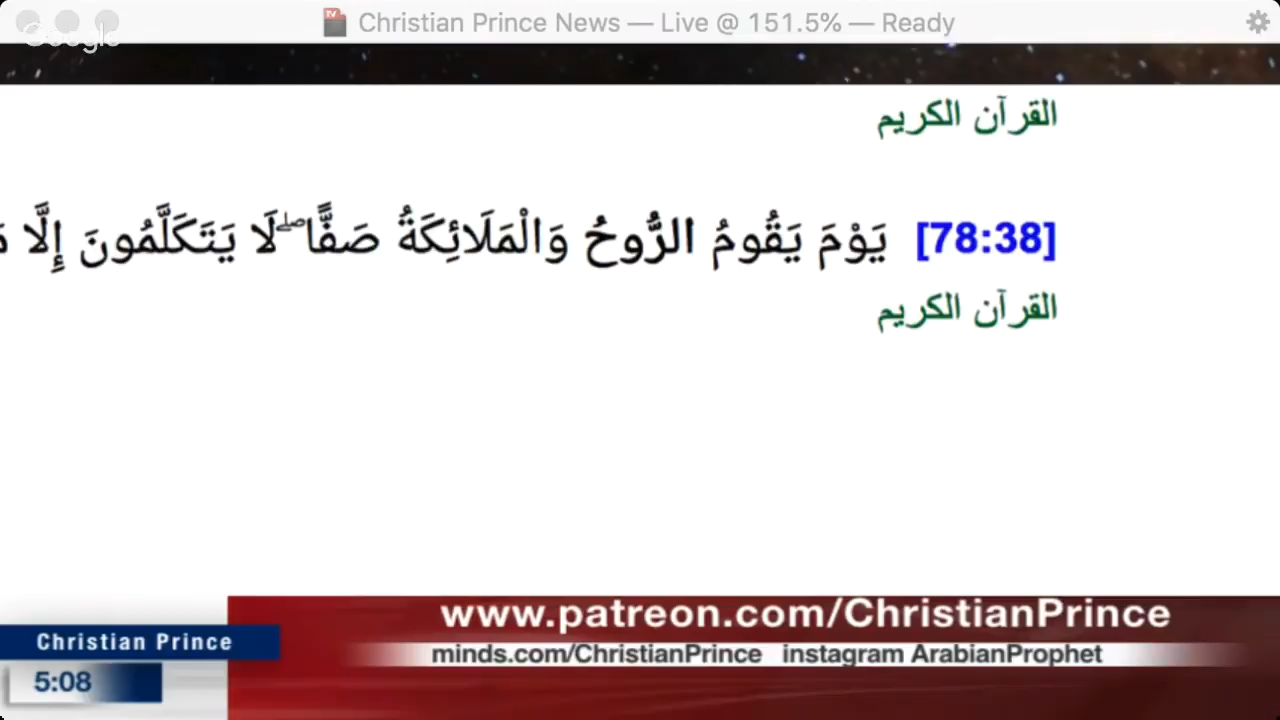 Christian Prince News — Live @ 151.5% — Ready
Google
القرآن الكريم
[78:38] يَوْمَ يَقُومُ الرُّوحُ وَالْمَلَائِكَةُ صَفًّا ۖ لَا يَتَكَلَّمُونَ إِلَّا
القرآن الكريم
www.patreon.com/ChristianPrince
Christian Prince
minds.com/ChristianPrince instagram ArabianProphet
5:08